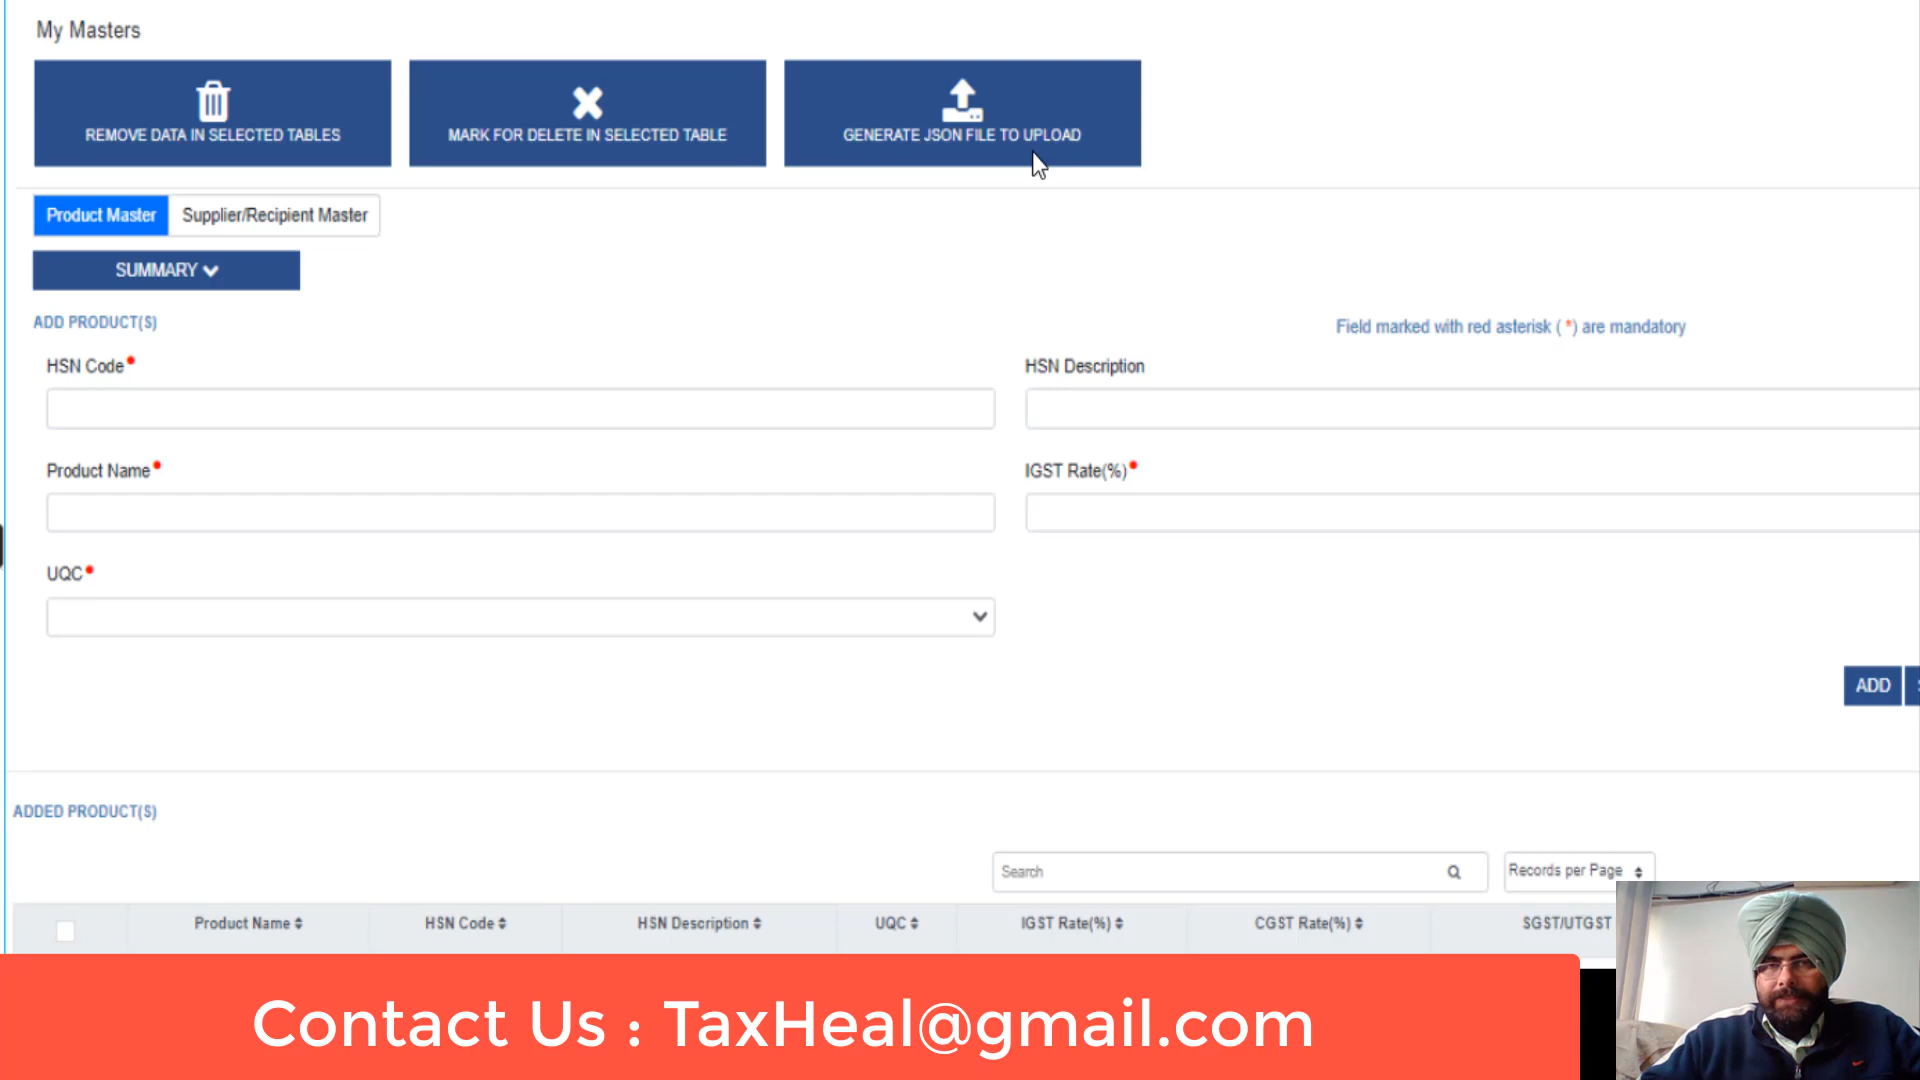 My Masters
REMOVE DATA IN SELECTED TABLES
MARK FOR DELETE IN SELECTED TABLE
GENERATE JSON FILE TO UPLOAD
Product Master
Supplier/Recipient Master
SUMMARY
ADD PRODUCT(S)
Field marked with red asterisk ( *) are mandatory
HSN Code
HSN Description
Product Name
IGST Rate(%)
UQC
ADD
ADDED PRODUCT(S)
Search
Records per Page
Product Name
HSN Code
HSN Description
UQC
IGST Rate(%)
CGST Rate(%)
SGST/UTGST
Contact Us : TaxHeal@gmail.com